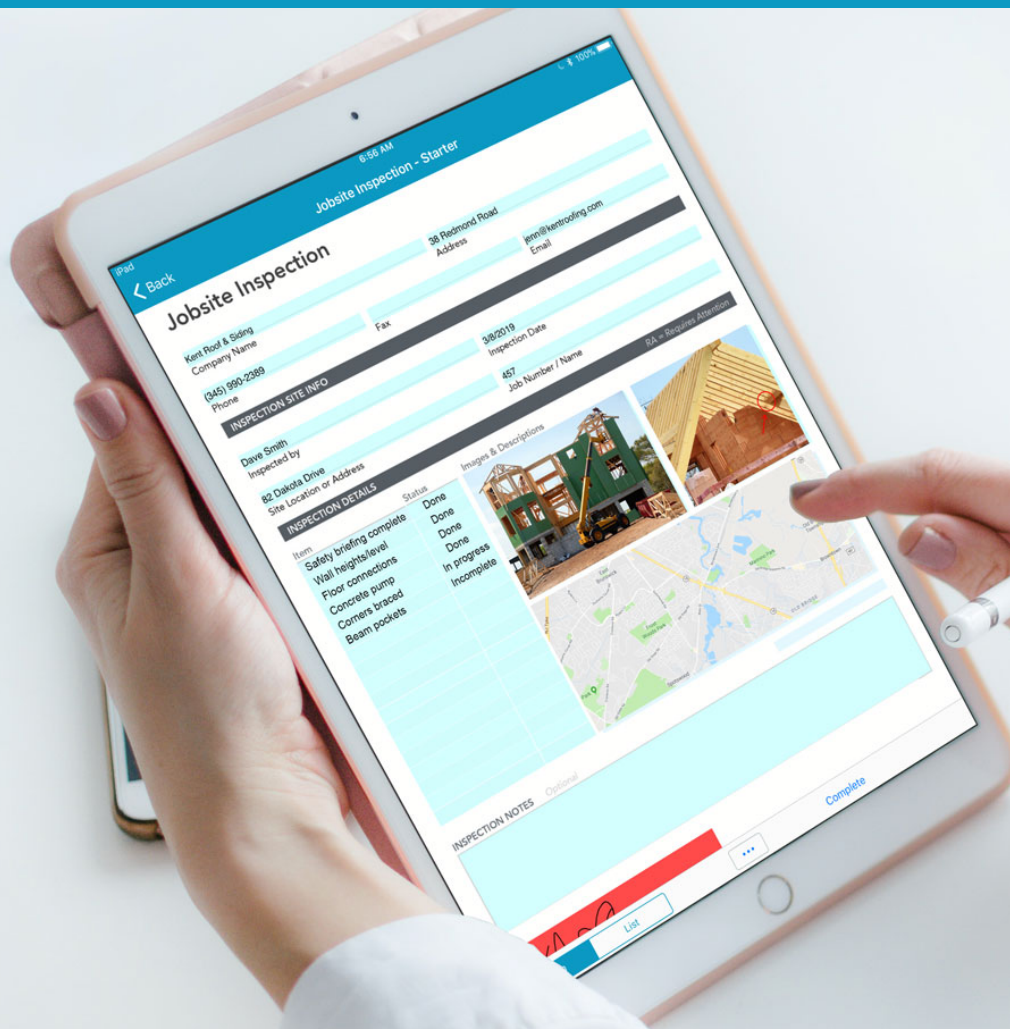 iPad
6:56 AM
100%
Back
Jobsite Inspection - Starter
Jobsite Inspection
Kent Roof & Siding
Company Name
38 Redmond Road
Address
(345) 990-2389
Phone
Fax
jenn@kentroofing.com
Email
INSPECTION SITE INFO
Dave Smith
Inspected by
3/8/2019
Inspection Date
82 Dakota Drive
Site Location or Address
457
Job Number / Name
INSPECTION DETAILS
RA = Requires Attention
Item
Status
Images & Descriptions
Safety briefing complete Done
Wall heights/level Done
Floor connections Done
Concrete pump Done
Corners braced In progress
Beam pockets Incomplete
East
Brunswick
Spotswood
Park
INSPECTION NOTES Optional
List
Complete